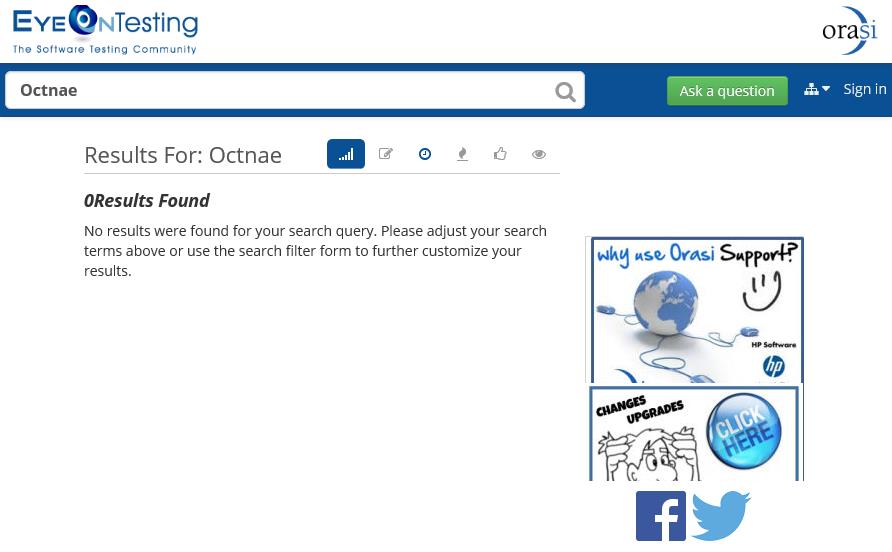 EYEONTESTING
The Software Testing Community
orasi
Octnae
Ask a question
Sign in
Results For: Octnae
0Results Found
No results were found for your search query. Please adjust your search
terms above or use the search filter form to further customize your
results.
why use Orasi Support?
HP Software
hp
CHANGES
UPGRADES
CLICK
HERE